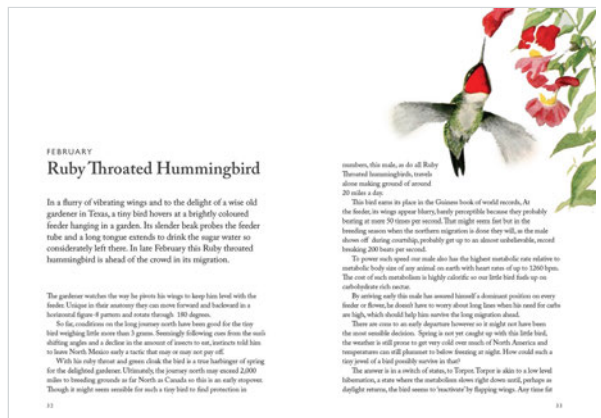 FEBRUARY
Ruby Throated Hummingbird
In a flurry of vibrating wings and to the delight of a wise old
gardener in Texas, a tiny bird hovers at a brightly coloured
feeder hanging in a garden. Its slender beak probes the feeder
tube and a long tongue extends to drink the sugar water so
considerately left there. In late February this Ruby throated
hummingbird is ahead of the crowd in its migration.
The gardener watches the way he pivots his wings to keep him level with the
feeder. Unique in their anatomy they can move forward and backward in a
horizontal figure-8 pattern and rotate through 180 degrees.
So far, conditions on the long journey north have been good for the tiny
bird weighing little more than 3 grams. Seemingly following cues from the sun's
shifting angles and a decline in the amount of insects to eat, instincts told him
to leave North Mexico early a tactic that may or may not pay off.
With his ruby throat and green cloak the bird is a true harbinger of spring
for the delighted gardener. Ultimately, the journey north may exceed 2,000
miles to breeding grounds as far North as Canada so this is an early stopover.
Though it might seem sensible for such a tiny bird to find protection in
32
numbers, this male, as do all Ruby
Throated hummingbirds, travels
alone making ground of around
20 miles a day.
This bird earns its place in the Guiness book of world records, At
the feeder, its wings appear blurry, barely perceptible because they probably
beating at some 50 times per second. That might seem fast but in the
breeding season when the northern migration is done they will, as the male
shows off during courtship, probably get up to an almost unbelievable, record
breaking 200 beats per second.
To power such speed our male also has the highest metabolic rate relative to
metabolic body size of any animal on earth with heart rates of up to 1260 bpm.
The cost of such metabolism is highly calorific so our little bird fuels up on
carbohydrate rich nectar.
By arriving early this male has assured himself a dominant position on every
feeder or flower, he doesn't have to worry about long lines when his need for carbs
are high, which should help him survive the long migration ahead.
There are cons to an early departure however so it might not have been
the most sensible decision. Spring is not yet caught up with this little bird,
the weather is still prone to get very cold over much of North America and
temperatures can still plummet to below freezing at night. How could such a
tiny jewel of a bird possibly survive in that?
The answer is in a switch of states, to Torpor. Torpor is akin to a low level
hibernation, a state where the metabolism slows right down until, perhaps as
daylight returns, the bird seems to 'reactivate' by flapping wings. Any time fat
33